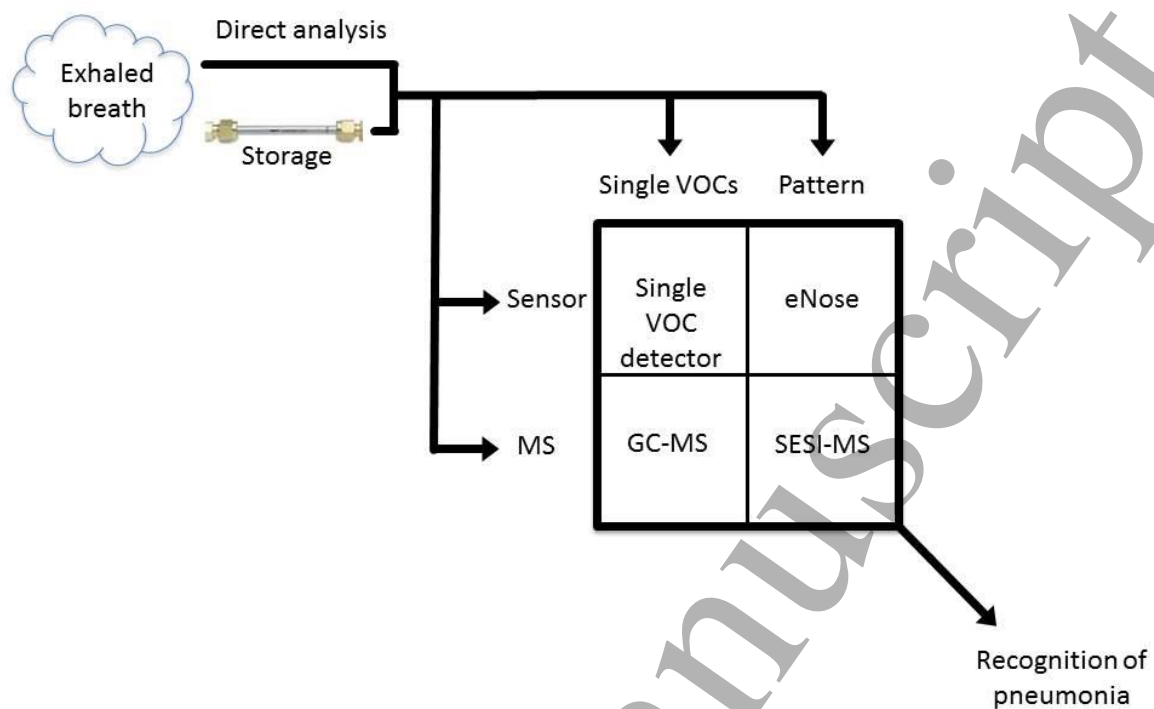 Direct analysis
Exhaled
breath
Storage
Single VOCs
Pattern
Sensor
Single
VOC
detector
eNose
MS
GC-MS
SESI-MS
Recognition of
pneumonia
nuscript